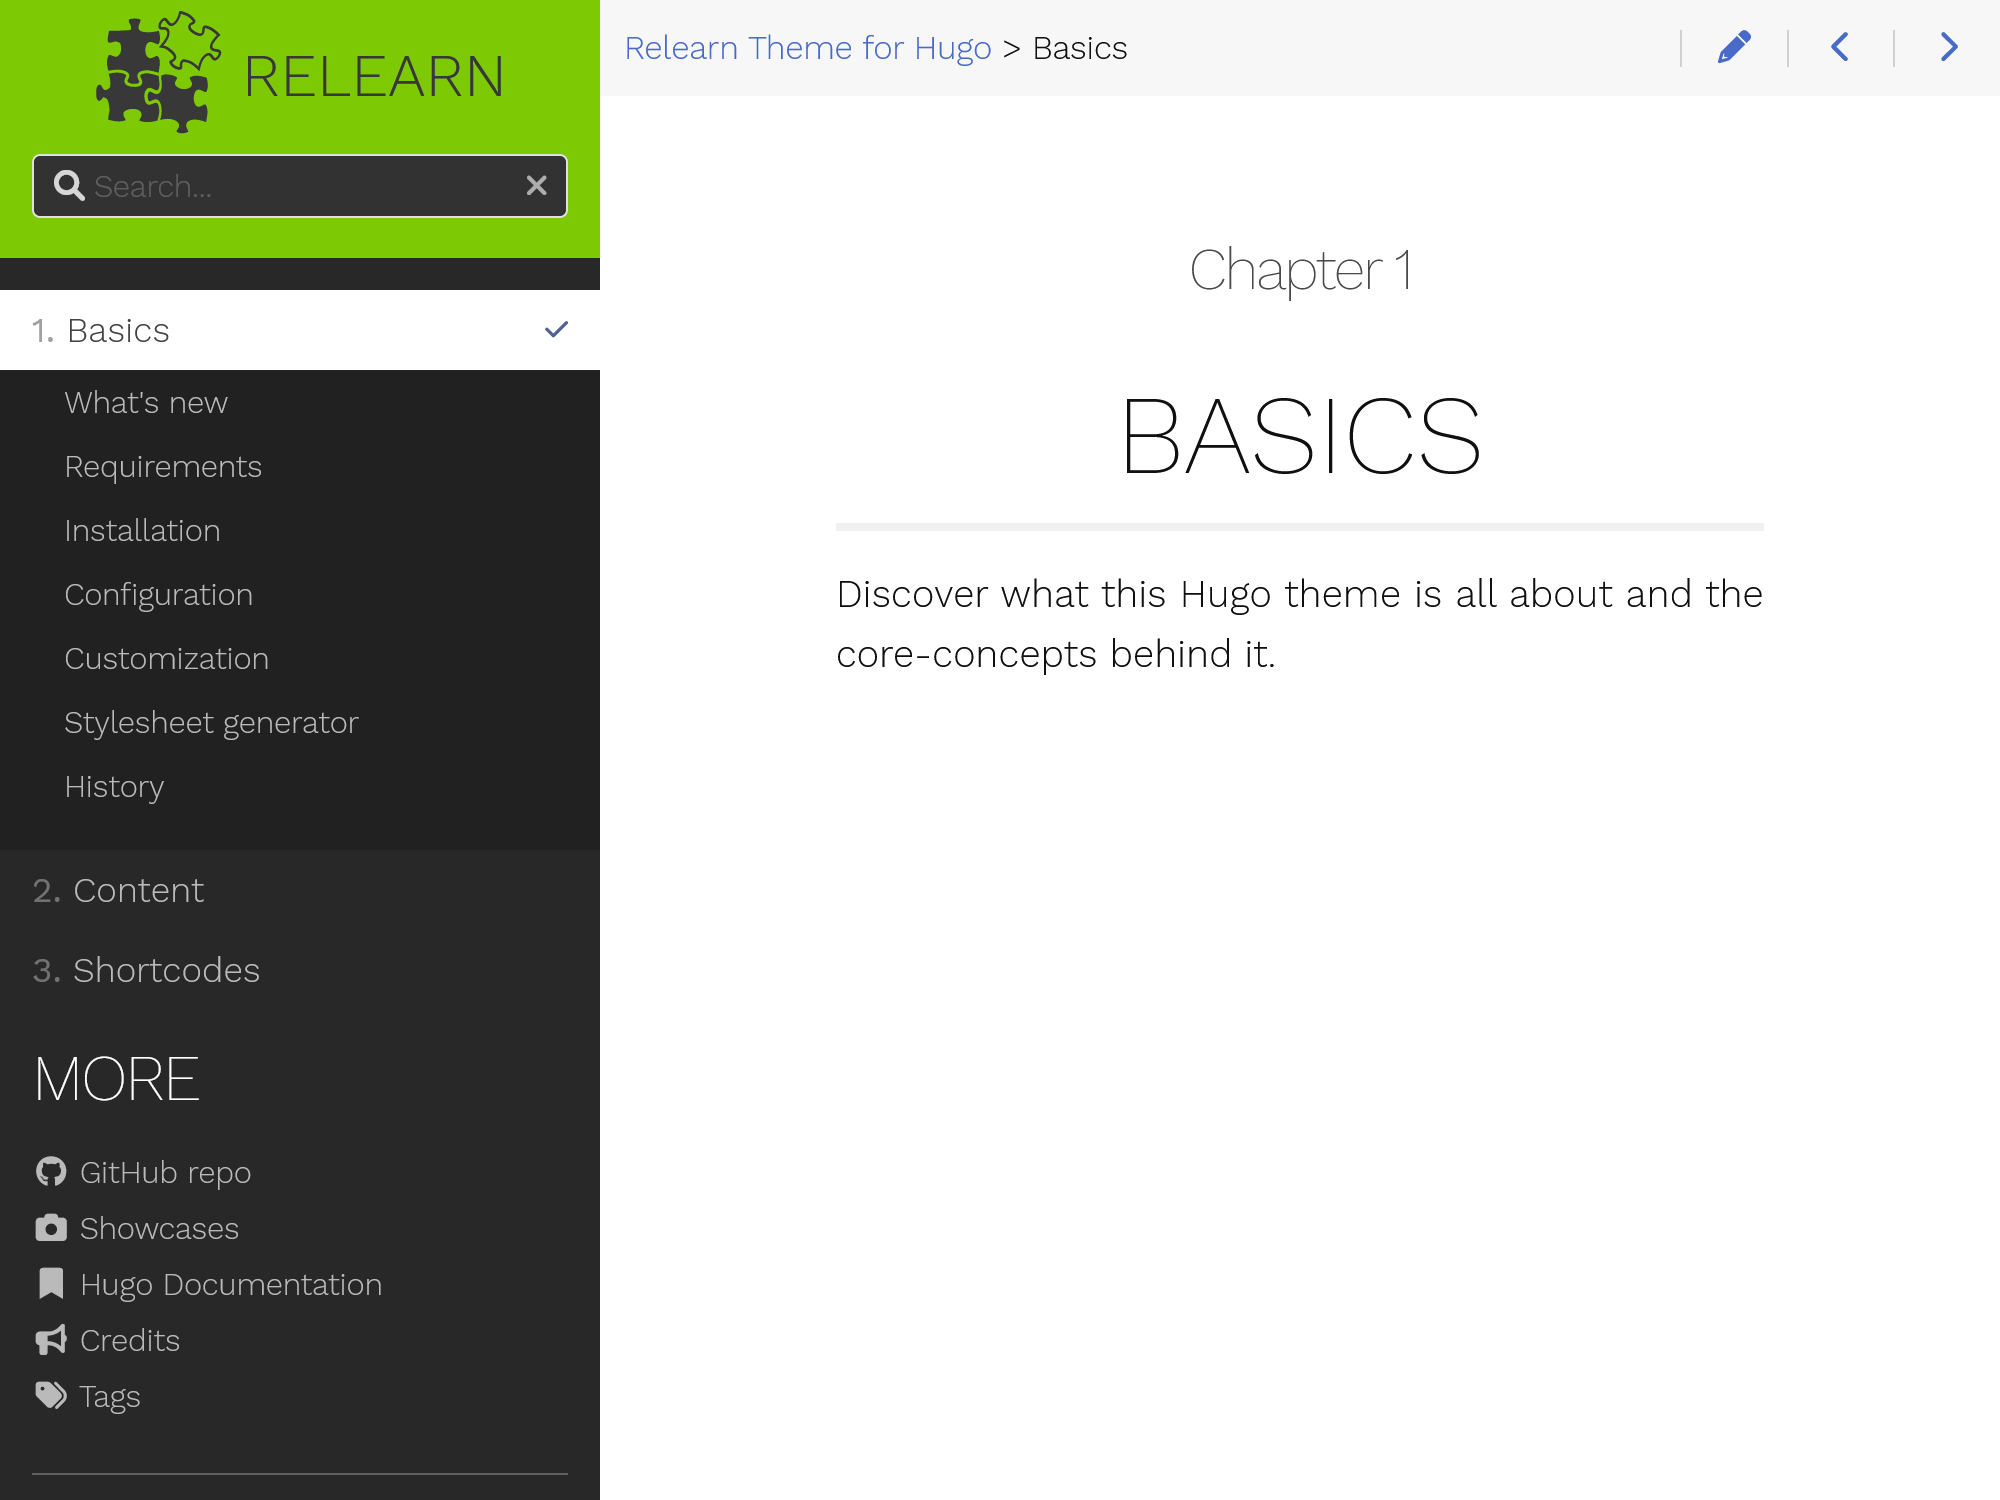 RELEARN
Search...
1. Basics
What's new
Requirements
Installation
Configuration
Customization
Stylesheet generator
History
2. Content
3. Shortcodes
MORE
GitHub repo
Showcases
Hugo Documentation
Credits
Tags
Relearn Theme for Hugo > Basics
Chapter 1
BASICS
Discover what this Hugo theme is all about and the
core-concepts behind it.